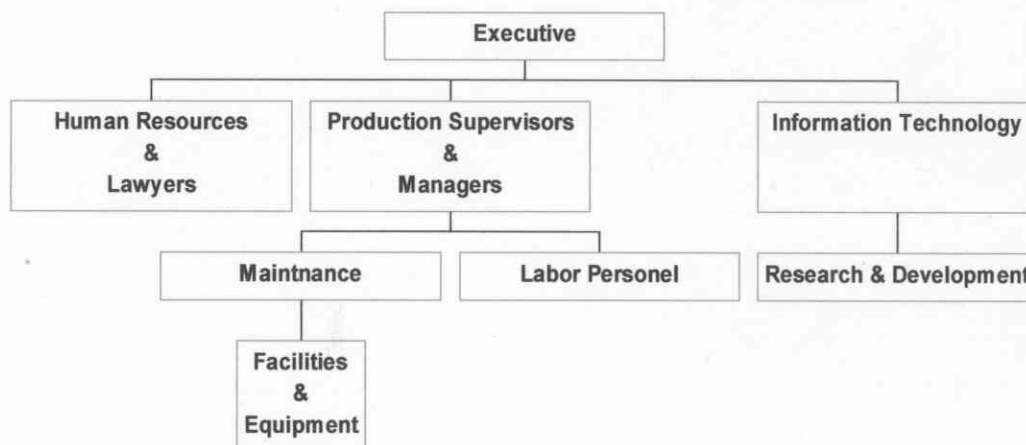 Executive
Human Resources
&
Lawyers
Production Supervisors
&
Managers
Information Technology
Maintnance
Labor Personel
Research & Development
Facilities
&
Equipment